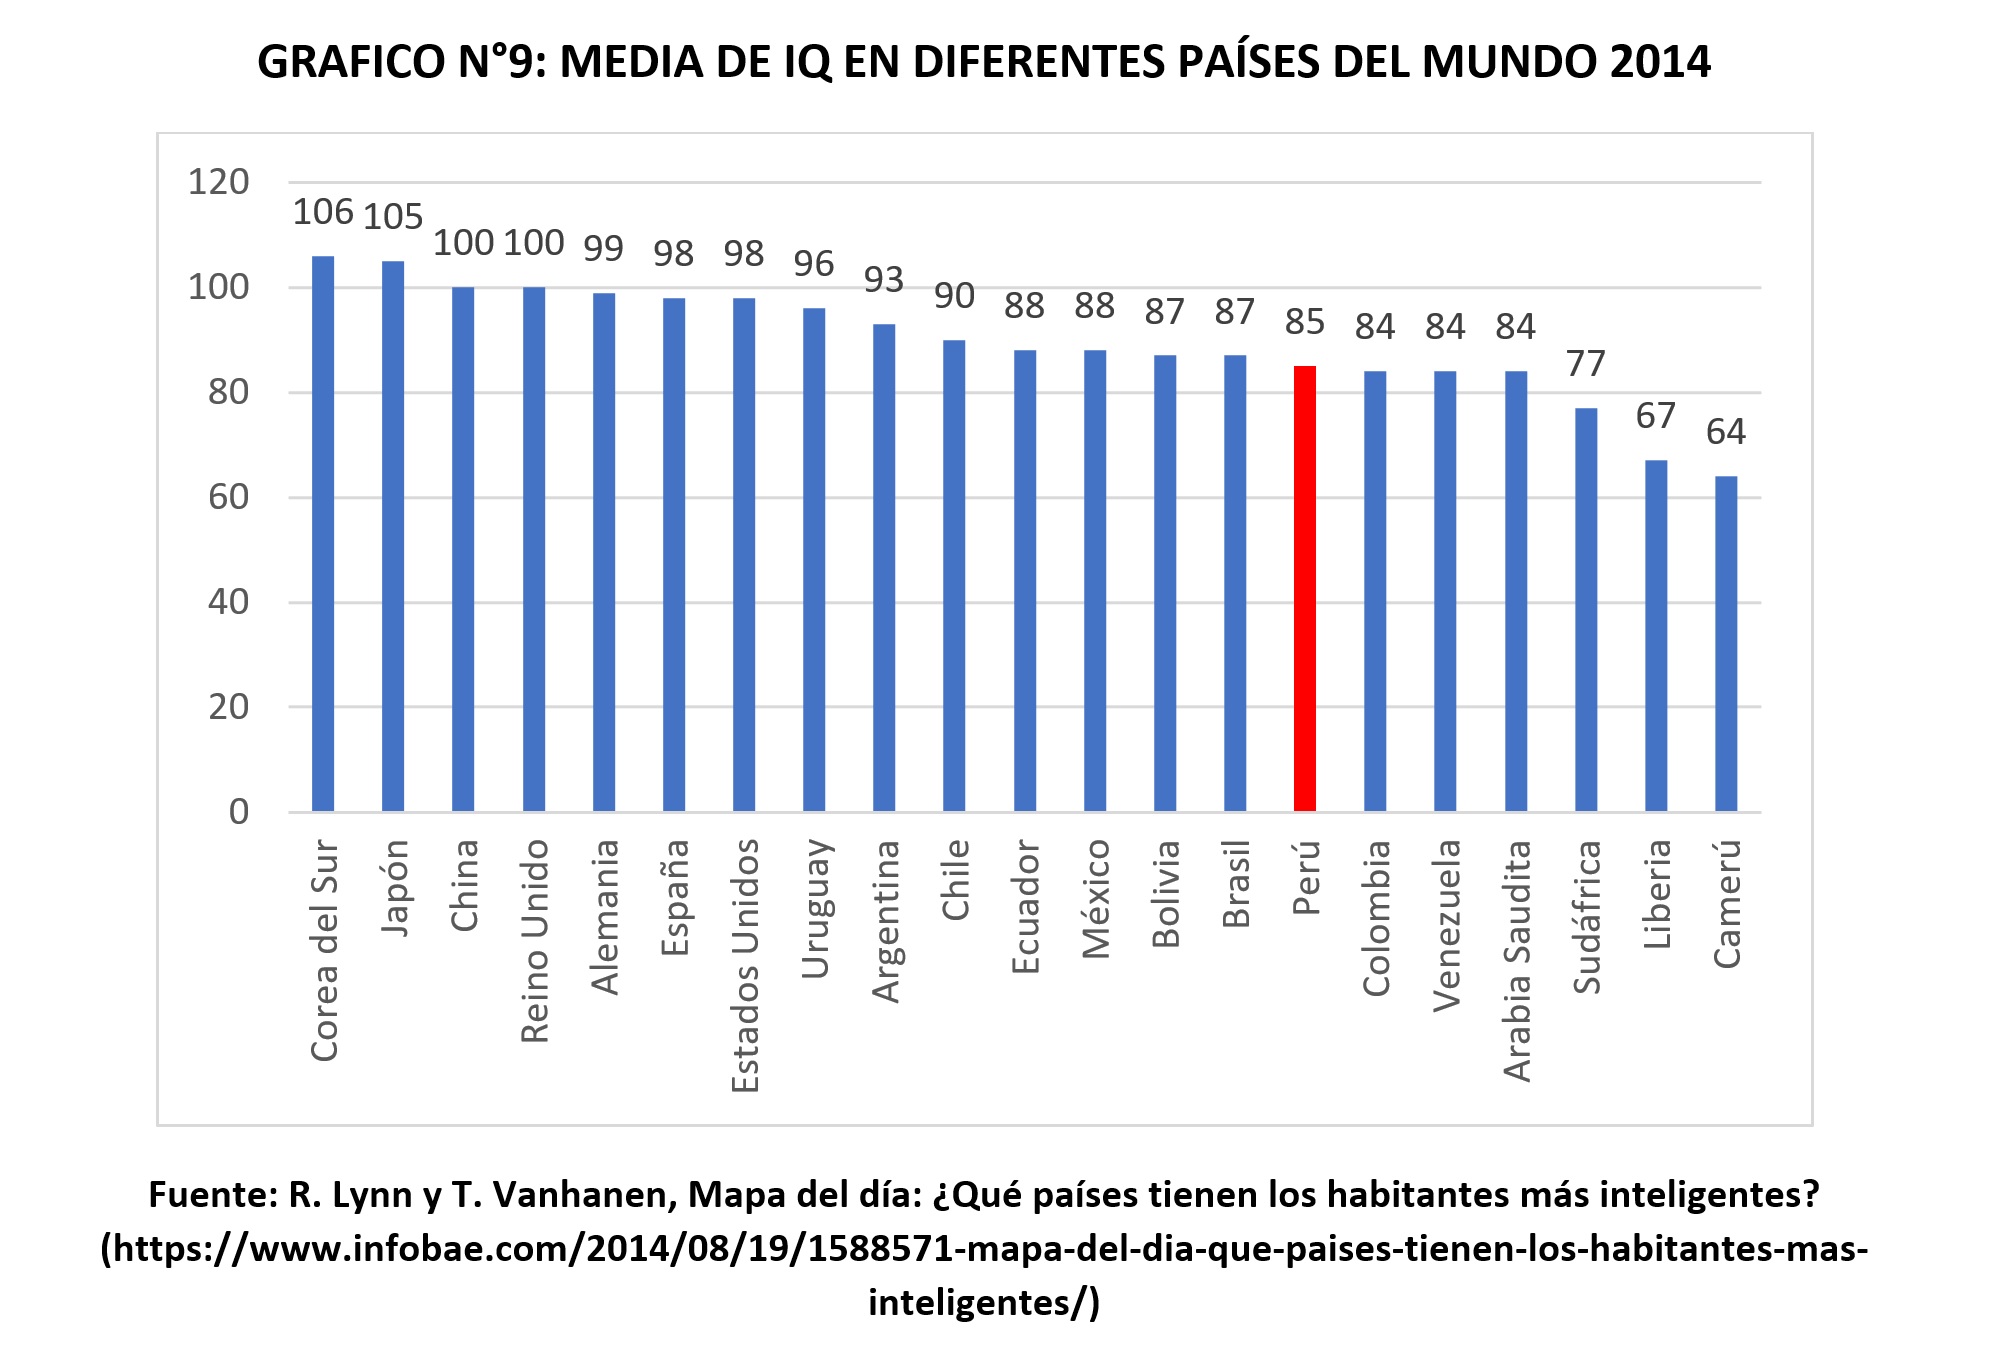 GRAFICO N°9: MEDIA DE IQ EN DIFERENTES PAÍSES DEL MUNDO 2014
120
100
80
60
40
20
0
106
105
100
100
99
98
98
96
93
90
88
88
87
87
85
84
84
84
77
67
64
Corea del Sur
Japón
China
Reino Unido
Alemania
España
Estados Unidos
Uruguay
Argentina
Chile
Ecuador
México
Bolivia
Brasil
Perú
Colombia
Venezuela
Arabia Saudita
Sudáfrica
Liberia
Camerú
Fuente: R. Lynn y T. Vanhanen, Mapa del día: ¿Qué países tienen los habitantes más inteligentes?
(https://www.infobae.com/2014/08/19/1588571-mapa-del-dia-que-paises-tienen-los-habitantes-mas-
inteligentes/)